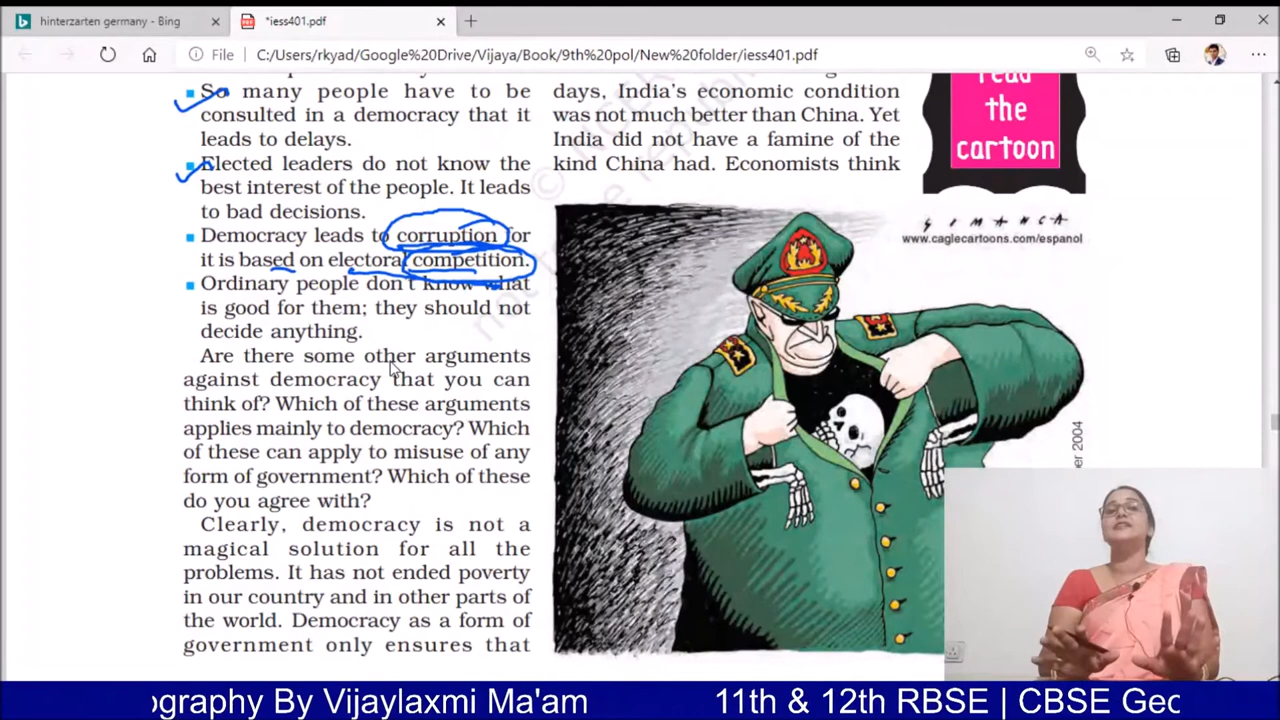 hinterzarten germany - Bing
*iess401.pdf
File
C:/Users/rkyad/Google%20Drive/Vijaya/Book/9th%20pol/New%20folder/iess401.pdf
So many people have to be
consulted in a democracy that it
leads to delays.
Elected leaders do not know the
best interest of the people. It leads
to bad decisions.
Democracy leads to corruption for
it is based on electoral competition.
Ordinary people don't know what
is good for them; they should not
decide anything.
Are there some other arguments
against democracy that you can
think of? Which of these arguments
applies mainly to democracy? Which
of these can apply to misuse of any
form of government? Which of these
do you agree with?
Clearly, democracy is not a
magical solution for all the
problems. It has not ended poverty
in our country and in other parts of
the world. Democracy as a form of
government only ensures that
days, India's economic condition
was not much better than China. Yet
India did not have a famine of the
kind China had. Economists think
read
the
cartoon
SIMANCA
www.caglecartoons.com/espanol
2004
ography By Vijaylaxmi Ma'am
11th & 12th RBSE | CBSE Gec